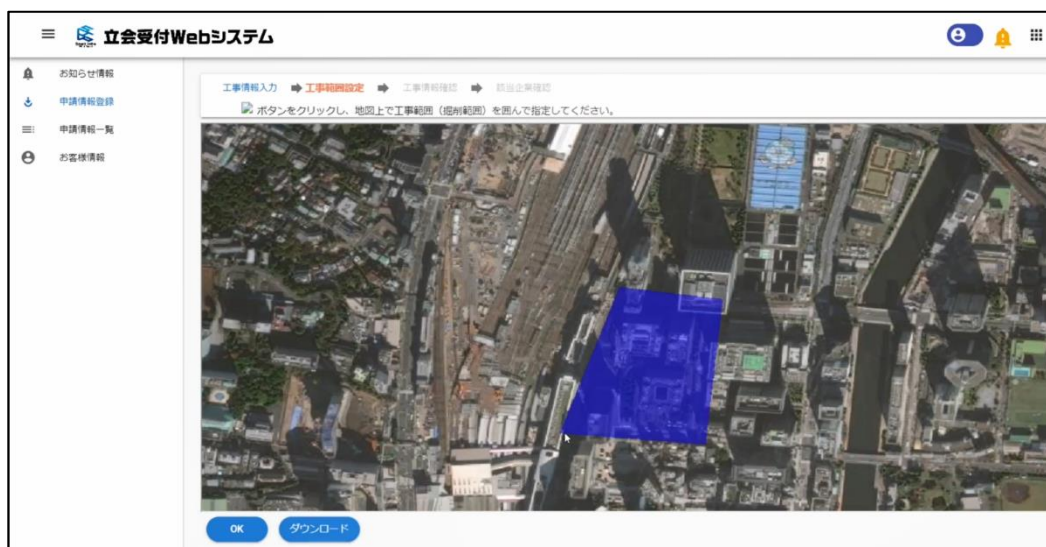 立会受付Webシステム
お知らせ情報
申請情報登録
申請情報一覧
お客様情報
工事情報入力 ➡ 工事範囲設定 ➡ 工事情報確認 ➡ 該当企業確認
ボタンをクリックし、地図上で工事範囲（掘削範囲）を囲んで指定してください。
OK ダウンロード